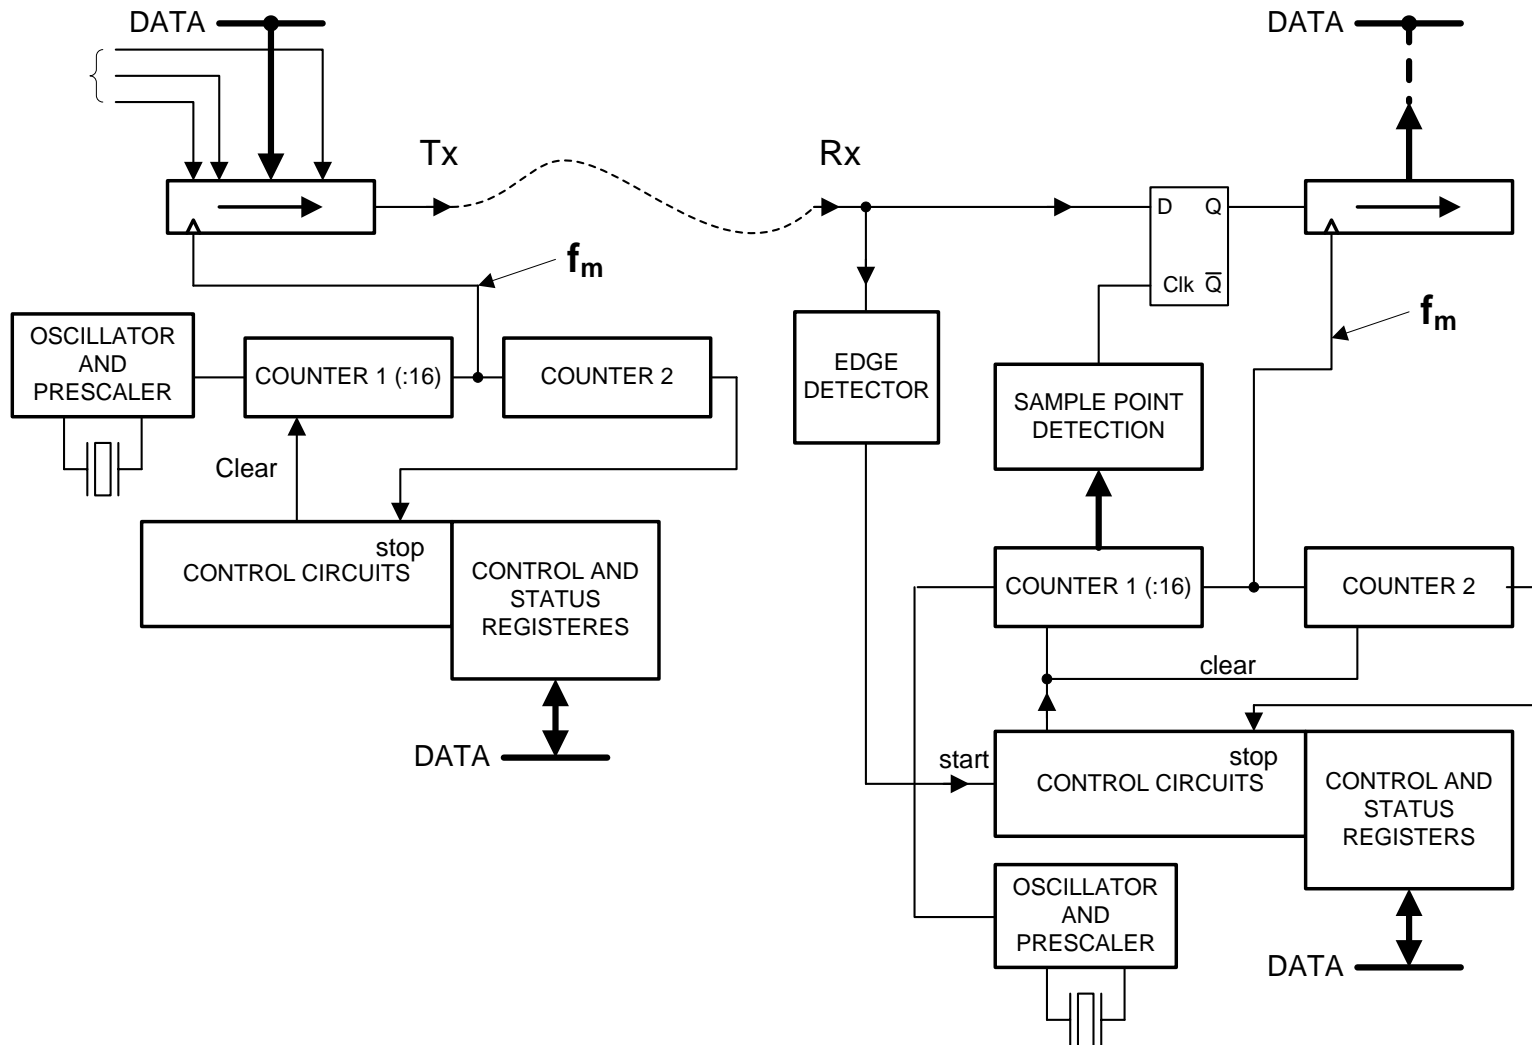 DATA
DATA
Tx
Rx
D Q
Clk Q̅
fm
fm
OSCILLATOR
AND
PRESCALER
COUNTER 1 (:16)
COUNTER 2
EDGE
DETECTOR
SAMPLE POINT
DETECTION
Clear
stop
CONTROL CIRCUITS
CONTROL AND
STATUS
REGISTERES
DATA
COUNTER 1 (:16)
COUNTER 2
clear
start
stop
CONTROL CIRCUITS
CONTROL AND
STATUS
REGISTERS
OSCILLATOR
AND
PRESCALER
DATA